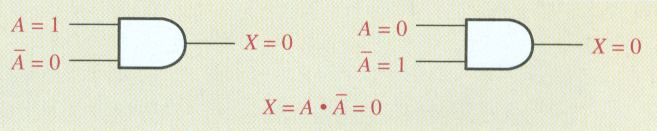 A = 1
A̅ = 0
X = 0
A = 0
A̅ = 1
X = 0
X = A • A̅ = 0